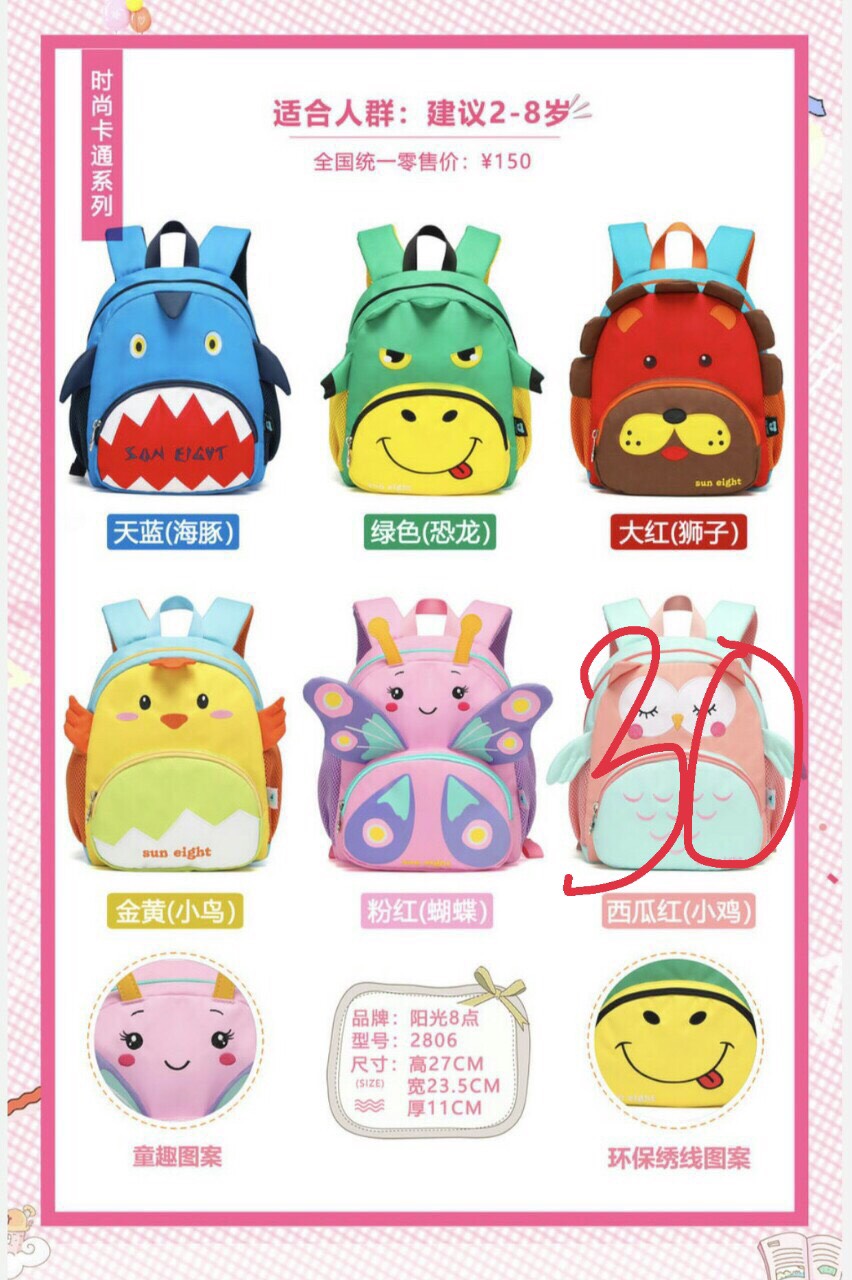 时尚卡通系列
适合人群：建议2-8岁
全国统一零售价：¥150
SUN EIGHT
sun eight
天蓝(海豚)
绿色(恐龙)
大红(狮子)
30
sun eight
金黄(小鸟)
粉红(蝴蝶)
西瓜红(小鸡)
品牌：阳光8点
型号：2806
尺寸：高27CM
(SIZE)
宽23.5CM
厚11CM
童趣图案
环保绣线图案